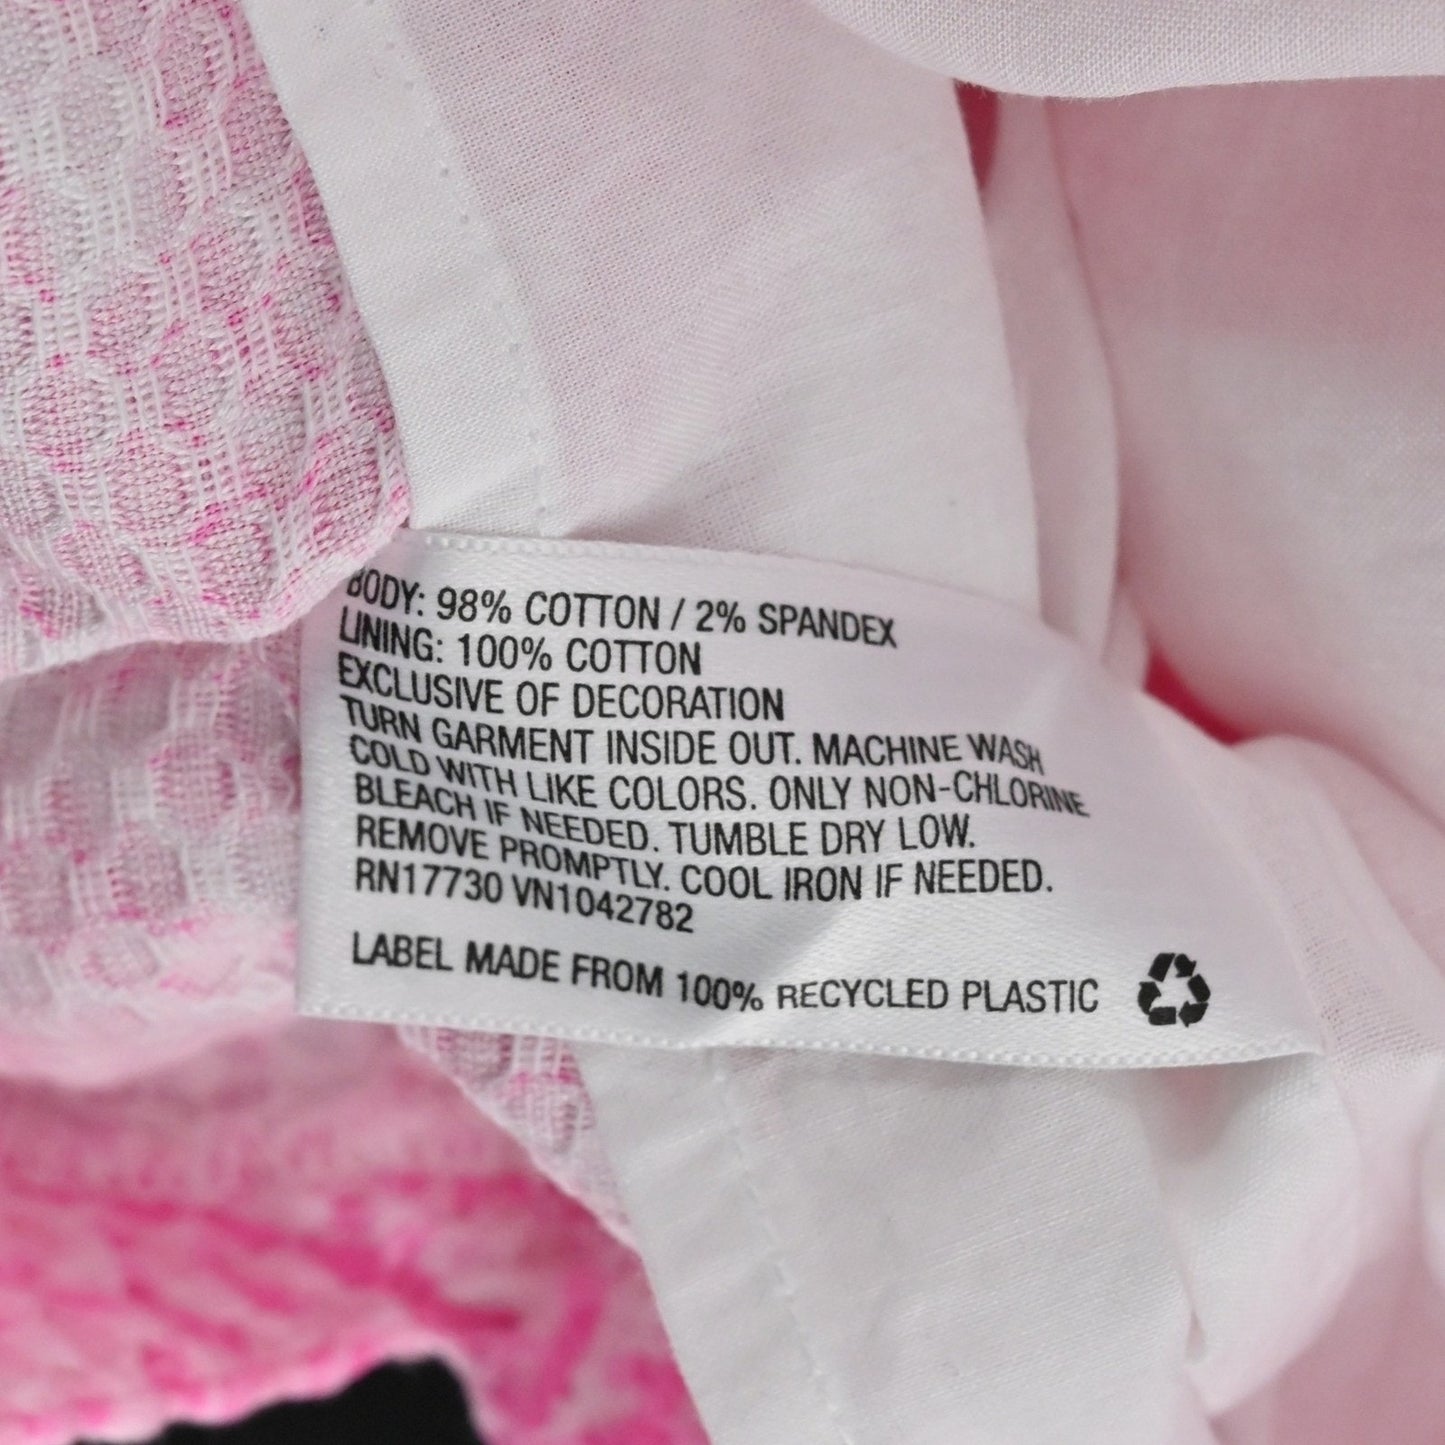 BODY: 98% COTTON / 2% SPANDEX
LINING: 100% COTTON
EXCLUSIVE OF DECORATION
TURN GARMENT INSIDE OUT. MACHINE WASH
COLD WITH LIKE COLORS. ONLY NON-CHLORINE
BLEACH IF NEEDED. TUMBLE DRY LOW.
REMOVE PROMPTLY. COOL IRON IF NEEDED.
RN17730 VN1042782
LABEL MADE FROM 100% RECYCLED PLASTIC